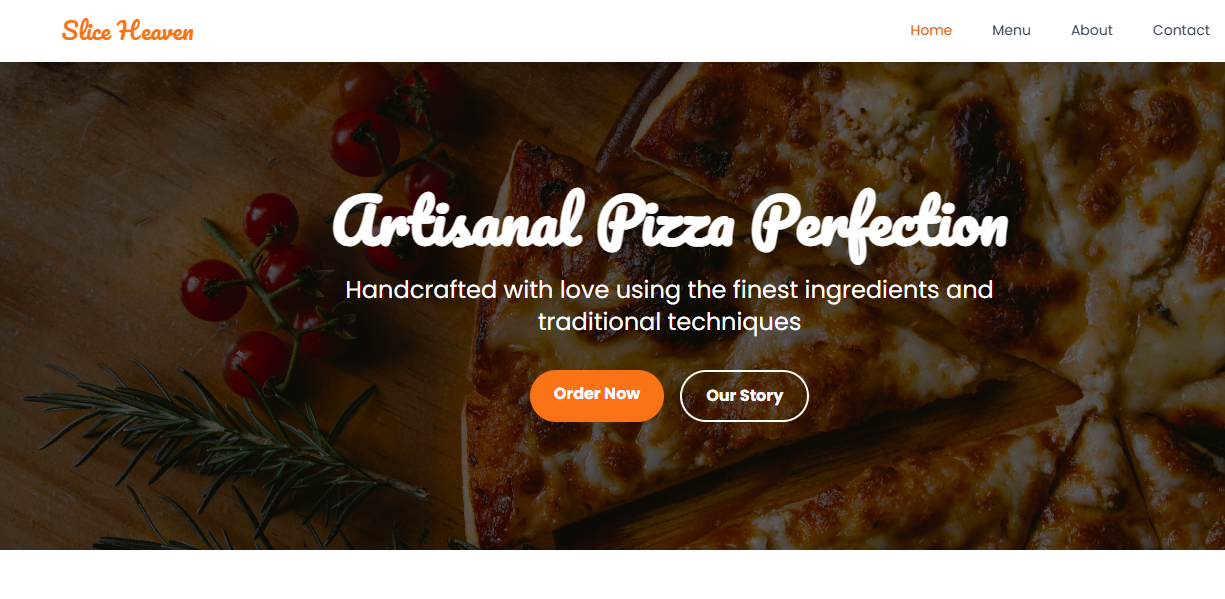 Slice Heaven
Home Menu About Contact
Artisanal Pizza Perfection
Handcrafted with love using the finest ingredients and
traditional techniques
Order Now Our Story